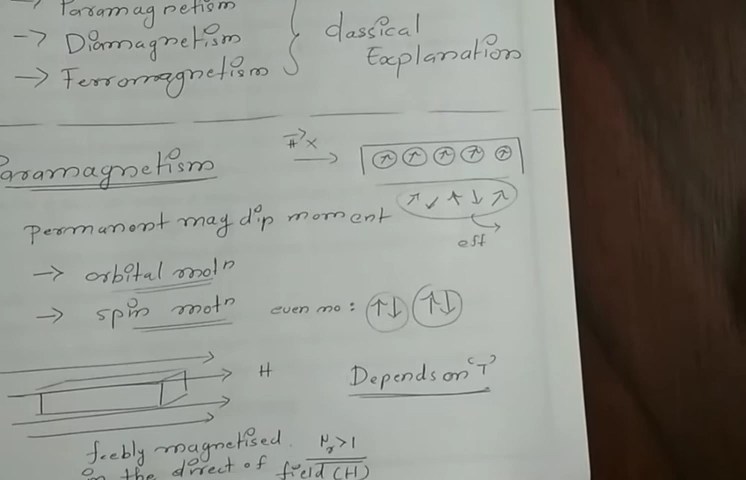 -> Paramagnetism
-> Diamagnetism
-> Ferromagnetism
classical
Explanation
Paramagnetism
permanent mag dip moment
eff
-> orbital motn
-> spin motn even no: ↑↓ ↑↓
H
Depends on 'T'
feebly magnetised. μr>1
in the direct of field (H)